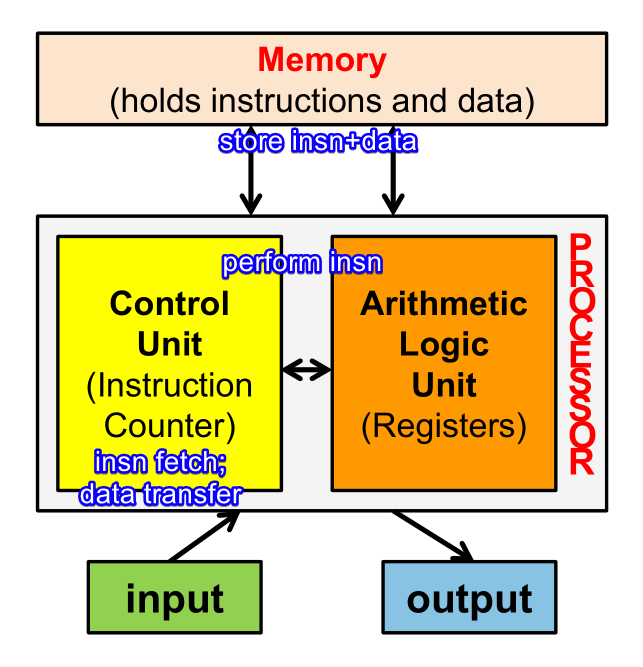 Memory
(holds instructions and data)
store insn+data
perform insn
Control
Unit
(Instruction
Counter)
insn fetch;
data transfer
Arithmetic
Logic
Unit
(Registers)
PROCESSOR
input
output